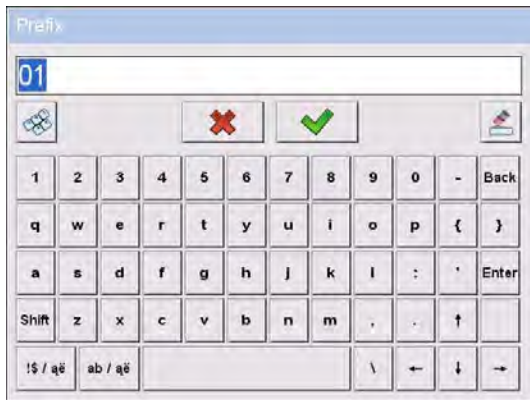 Prefix
01
1 2 3 4 5 6 7 8 9 0 - Back
q w e r t y u i o p { }
a s d f g h j k l : ' Enter
Shift z x c v b n m , . ↑
!$ / ąë ab / ąë \ ← ↓ →